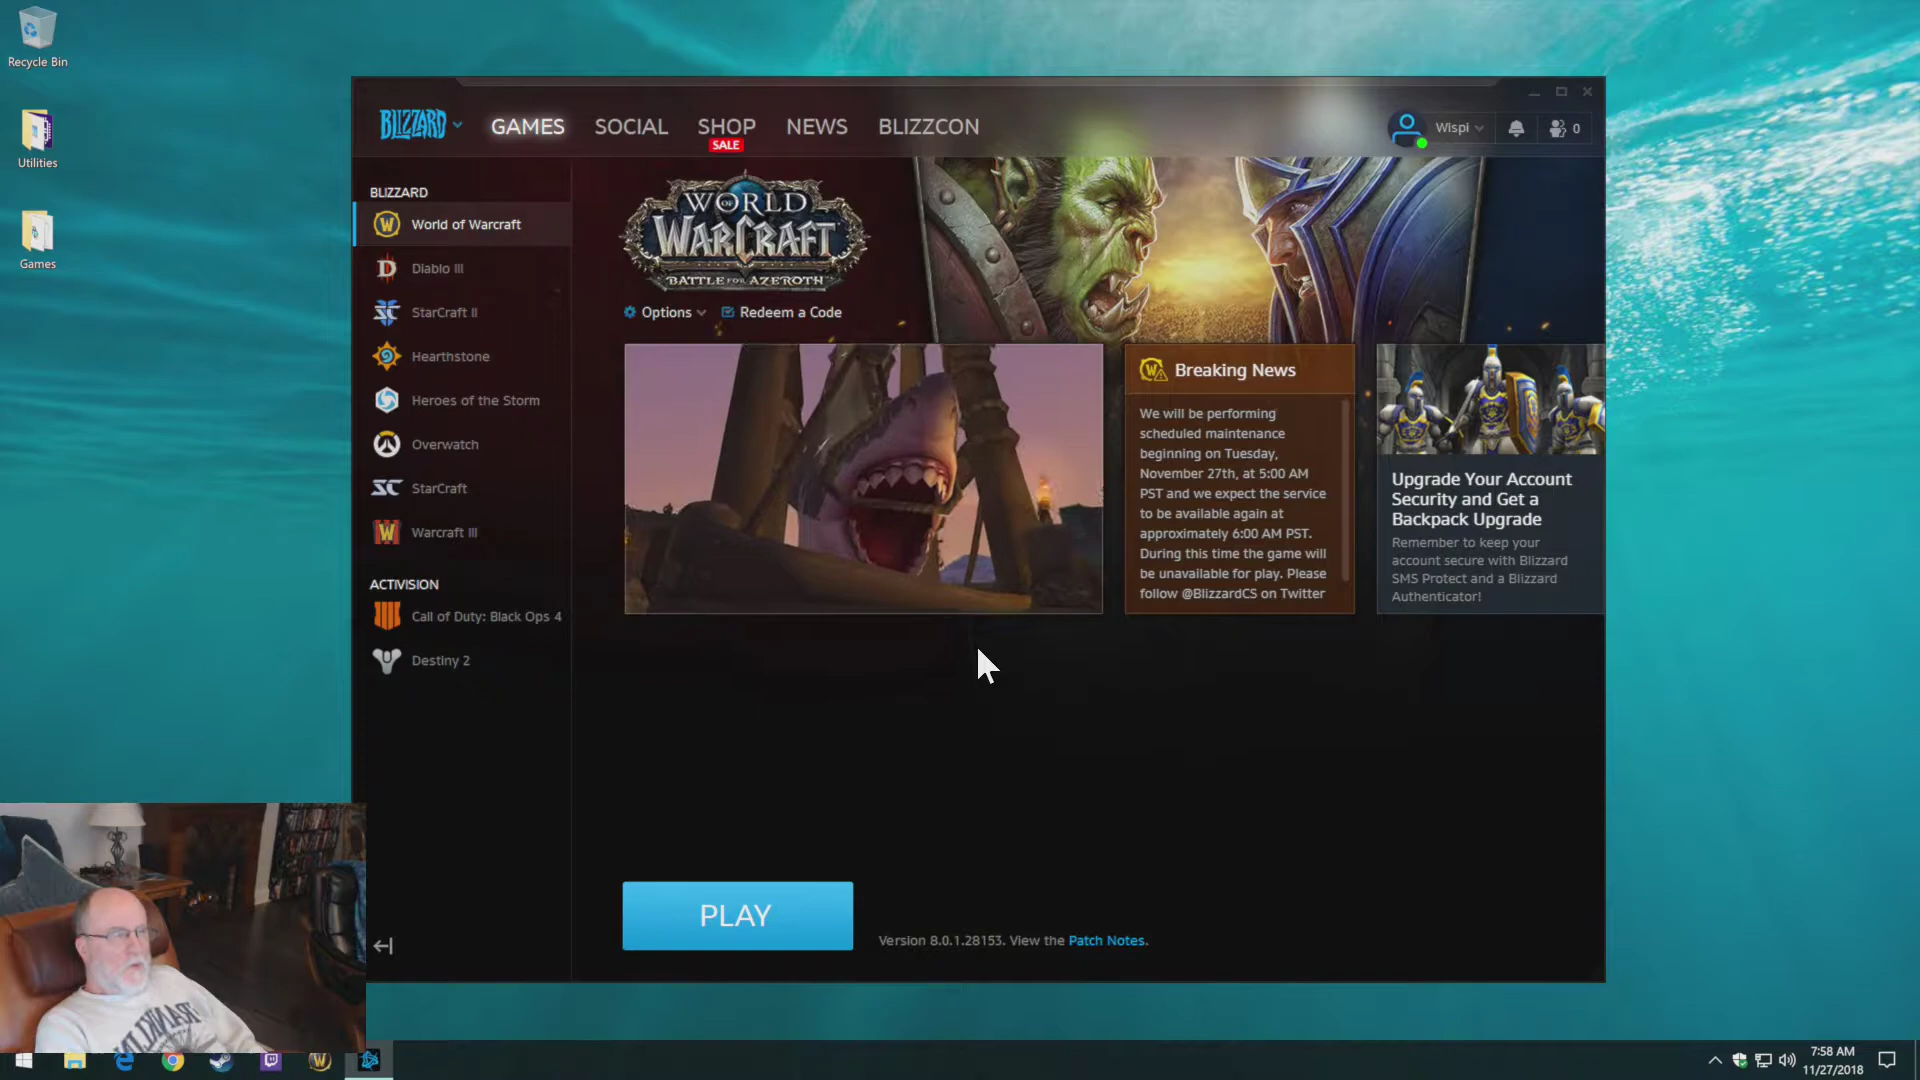 Recycle Bin
Utilities
Games
BLIZZARD
GAMES
SOCIAL
SHOP
SALE
NEWS
BLIZZCON
Wispi
0
BLIZZARD
World of Warcraft
Diablo III
StarCraft II
Hearthstone
Heroes of the Storm
Overwatch
StarCraft
Warcraft III
ACTIVISION
Call of Duty: Black Ops 4
Destiny 2
WORLD
OF
WARCRAFT
BATTLE FOR AZEROTH
Options
Redeem a Code
Breaking News
We will be performing
scheduled maintenance
beginning on Tuesday,
November 27th, at 5:00 AM
PST and we expect the service
to be available again at
approximately 6:00 AM PST.
During this time the game will
be unavailable for play. Please
follow @BlizzardCS on Twitter
Upgrade Your Account
Security and Get a
Backpack Upgrade
Remember to keep your
account secure with Blizzard
SMS Protect and a Blizzard
Authenticator!
PLAY
Version 8.0.1.28153. View the Patch Notes.
7:58 AM
11/27/2018